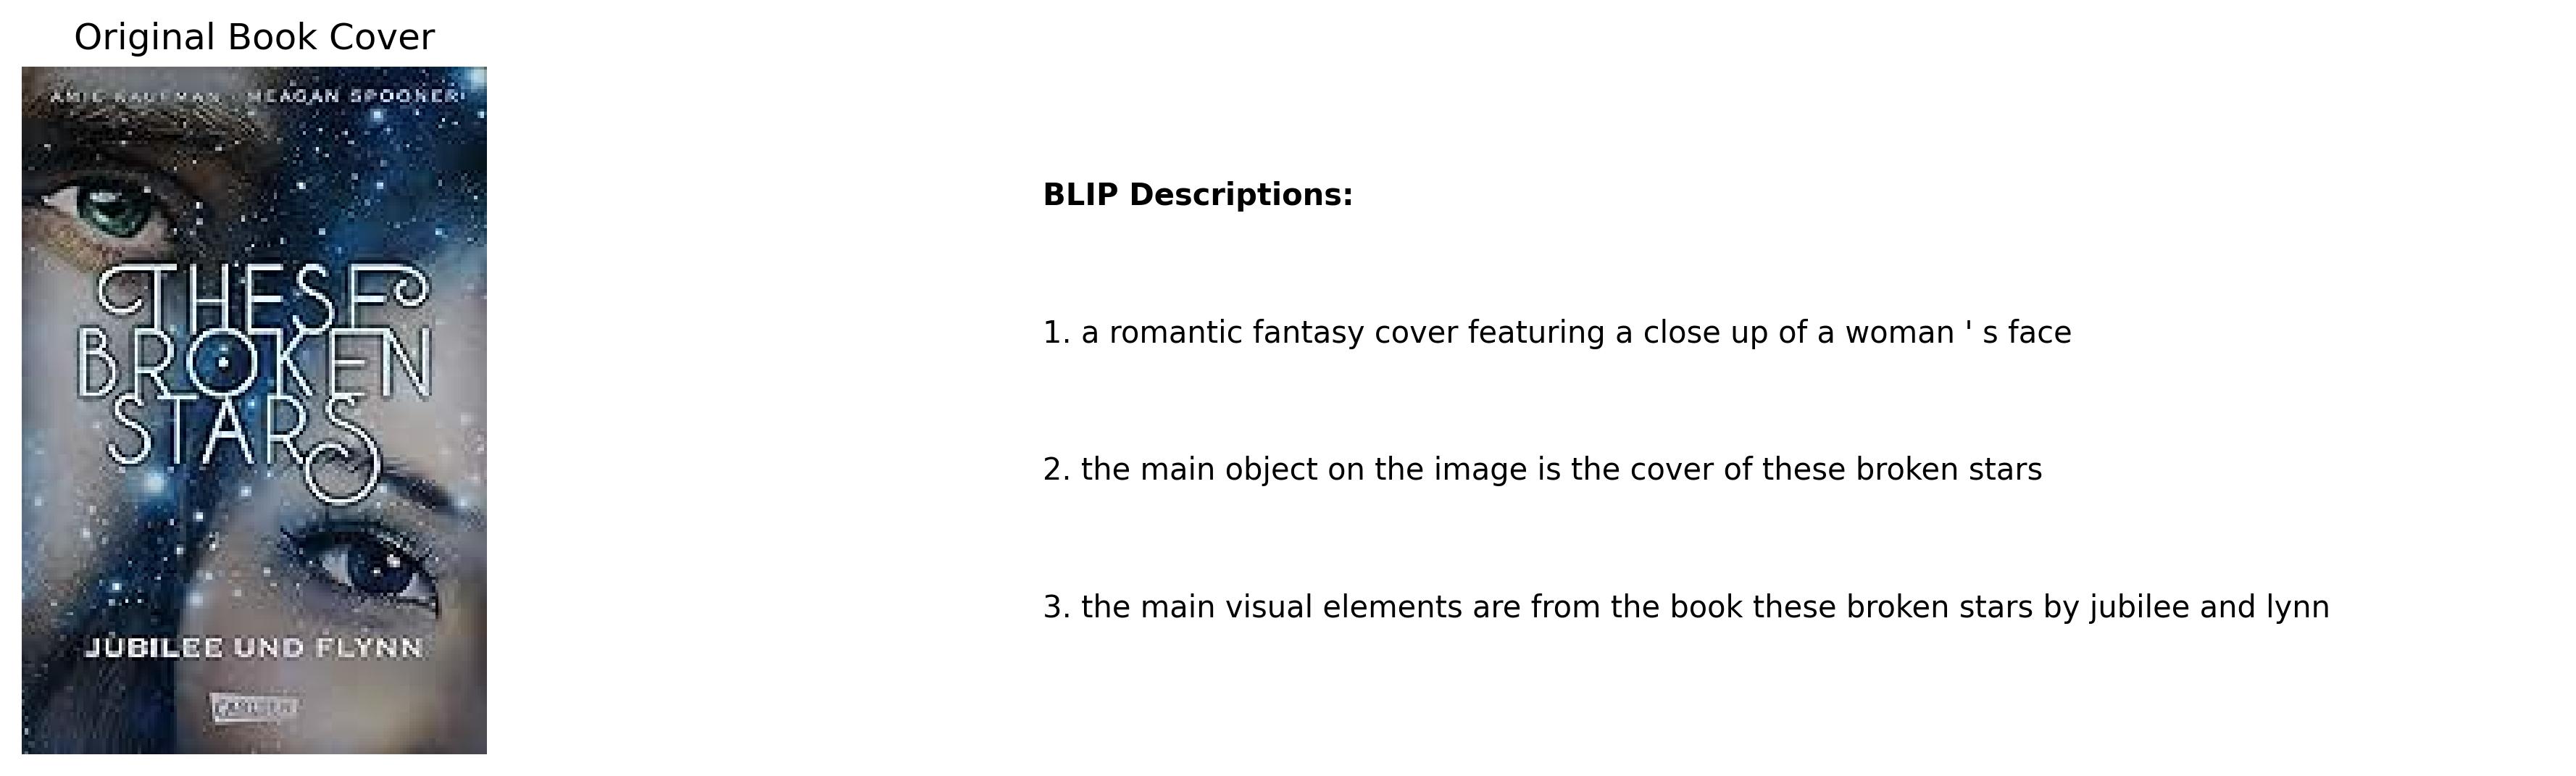 Original Book Cover
AMIE KAUFMAN · MEAGAN SPOONER
THESE
BROKEN
STARS
JUBILEE UND FLYNN
CARLSEN
BLIP Descriptions:
1. a romantic fantasy cover featuring a close up of a woman ' s face
2. the main object on the image is the cover of these broken stars
3. the main visual elements are from the book these broken stars by jubilee and lynn